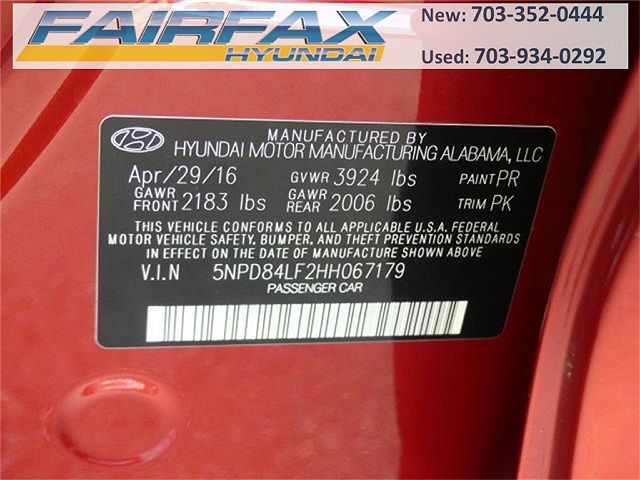 FAIRFAX
HYUNDAI
New: 703-352-0444
Used: 703-934-0292
MANUFACTURED BY
HYUNDAI MOTOR MANUFACTURING ALABAMA, LLC
Apr/29/16 GVWR 3924 lbs PAINT PR
GAWR FRONT 2183 lbs GAWR REAR 2006 lbs TRIM PK
THIS VEHICLE CONFORMS TO ALL APPLICABLE U.S.A. FEDERAL
MOTOR VEHICLE SAFETY, BUMPER, AND THEFT PREVENTION STANDARDS
IN EFFECT ON THE DATE OF MANUFACTURE SHOWN ABOVE.
V.I.N 5NPD84LF2HH067179
PASSENGER CAR